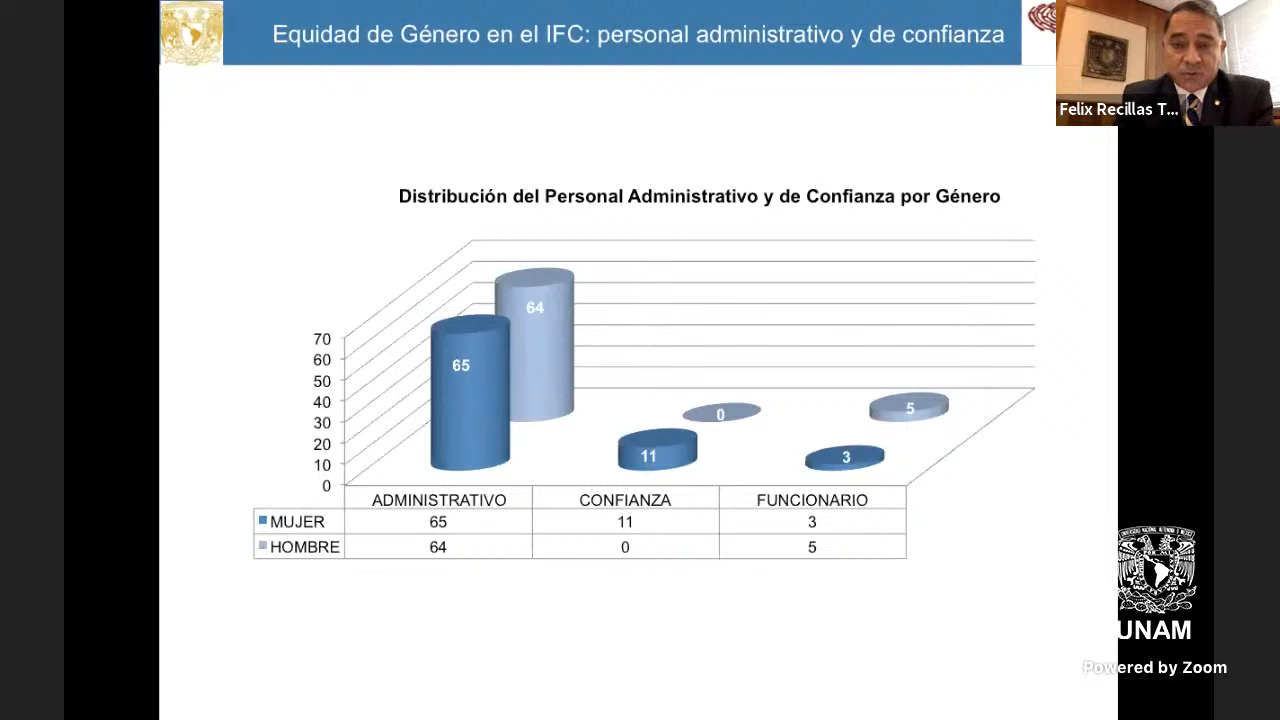 Equidad de Género en el IFC: personal administrativo y de confianza
Felix Recillas T...
Distribución del Personal Administrativo y de Confianza por Género
64
65
0
5
11
3
70
60
50
40
30
20
10
0
ADMINISTRATIVO CONFIANZA FUNCIONARIO
MUJER 65 11 3
HOMBRE 64 0 5
UNAM
Powered by Zoom